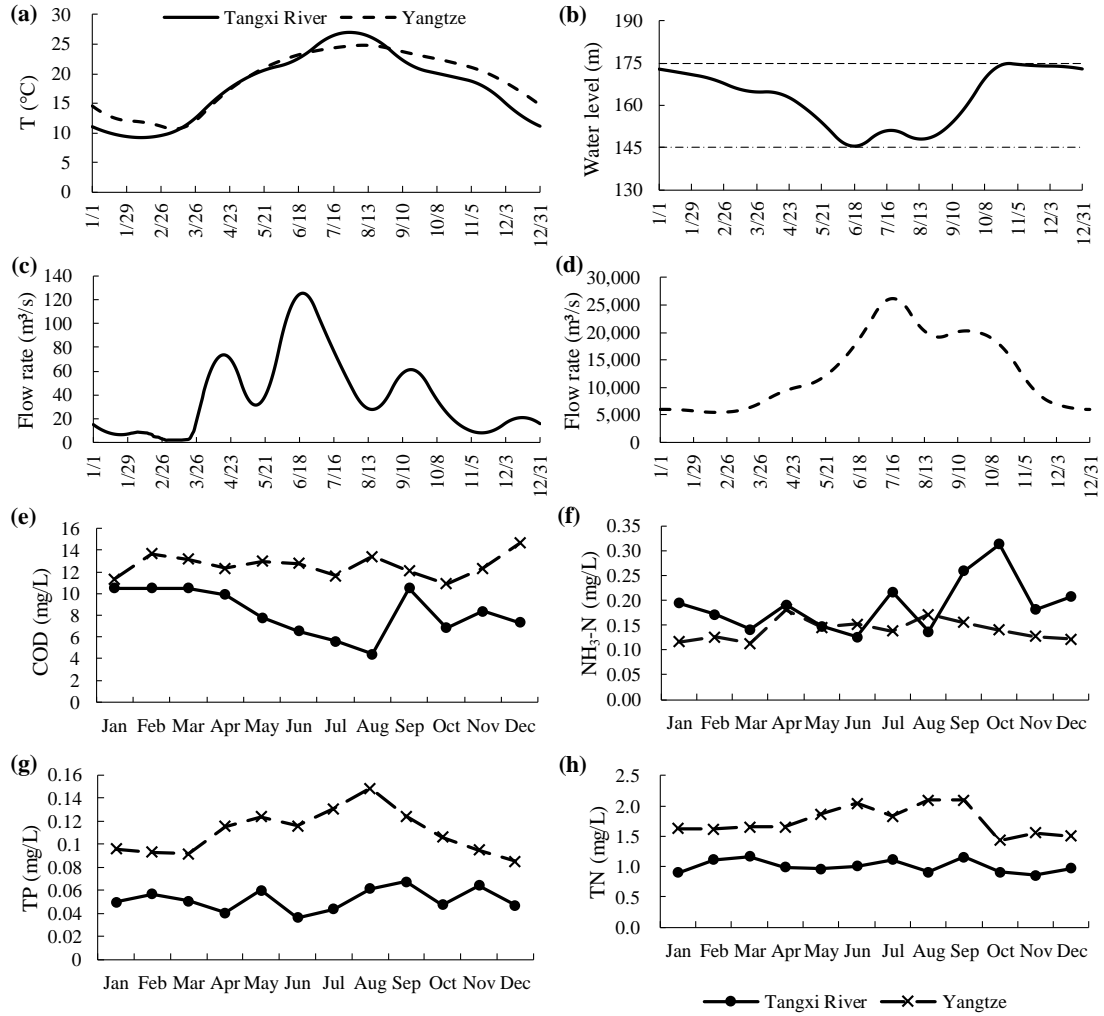 (a)
Tangxi River
Yangtze
T (°C)
30
25
20
15
10
5
0
1/1 1/29 2/26 3/26 4/23 5/21 6/18 7/16 8/13 9/10 10/8 11/5 12/3 12/31
(b)
Water level (m)
190
175
160
145
130
1/1 1/29 2/26 3/26 4/23 5/21 6/18 7/16 8/13 9/10 10/8 11/5 12/3 12/31
(c)
Flow rate (m³/s)
140
120
100
80
60
40
20
0
1/1 1/29 2/26 3/26 4/23 5/21 6/18 7/16 8/13 9/10 10/8 11/5 12/3 12/31
(d)
Flow rate (m³/s)
30,000
25,000
20,000
15,000
10,000
5,000
0
1/1 1/29 2/26 3/26 4/23 5/21 6/18 7/16 8/13 9/10 10/8 11/5 12/3 12/31
(e)
COD (mg/L)
16
14
12
10
8
6
4
2
0
Jan Feb Mar Apr May Jun Jul Aug Sep Oct Nov Dec
(f)
NH₃-N (mg/L)
0.35
0.30
0.25
0.20
0.15
0.10
0.05
0.00
Jan Feb Mar Apr May Jun Jul Aug Sep Oct Nov Dec
(g)
TP (mg/L)
0.16
0.14
0.12
0.1
0.08
0.06
0.04
0.02
0
Jan Feb Mar Apr May Jun Jul Aug Sep Oct Nov Dec
(h)
TN (mg/L)
2.5
2.0
1.5
1.0
0.5
0.0
Jan Feb Mar Apr May Jun Jul Aug Sep Oct Nov Dec
Tangxi River
Yangtze